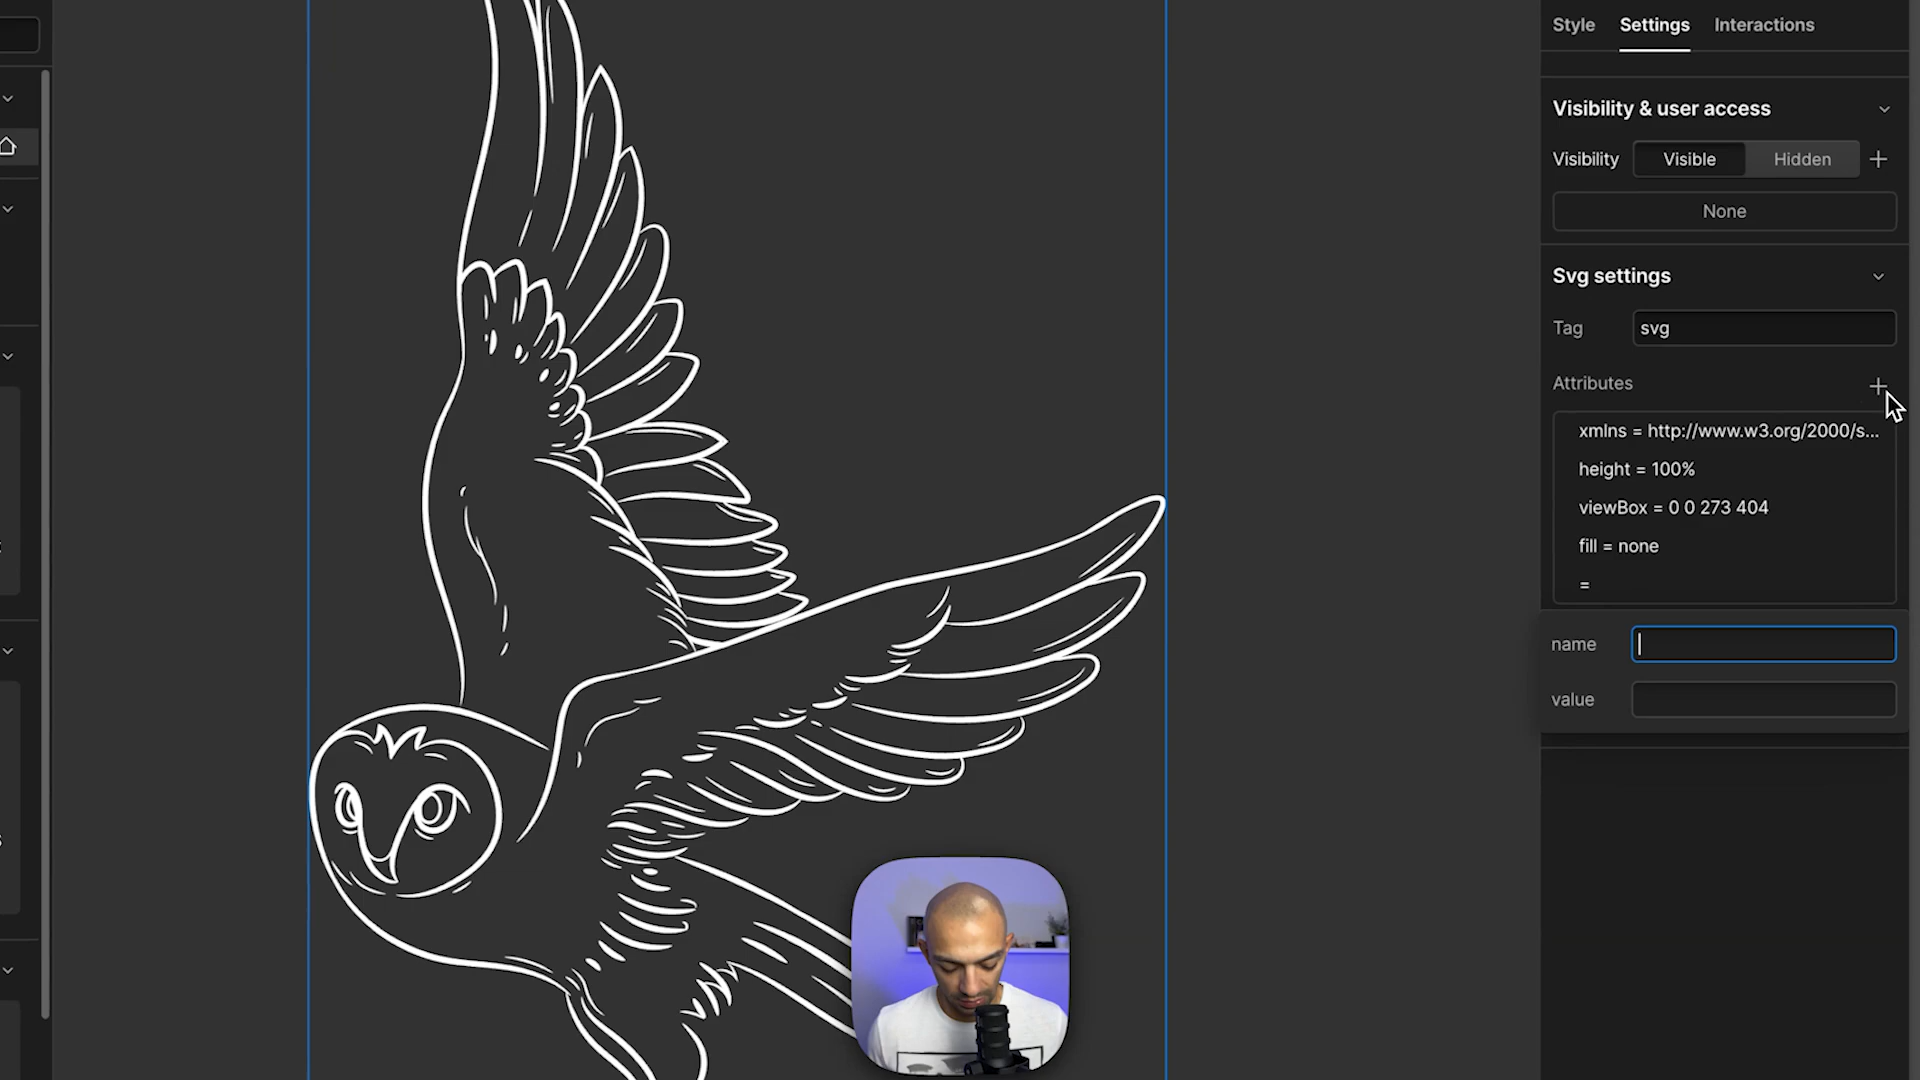 Style Settings Interactions
Visibility & user access
Visibility Visible Hidden
None
Svg settings
Tag svg
Attributes
xmlns = http://www.w3.org/2000/s...
height = 100%
viewBox = 0 0 273 404
fill = none
=
name
value